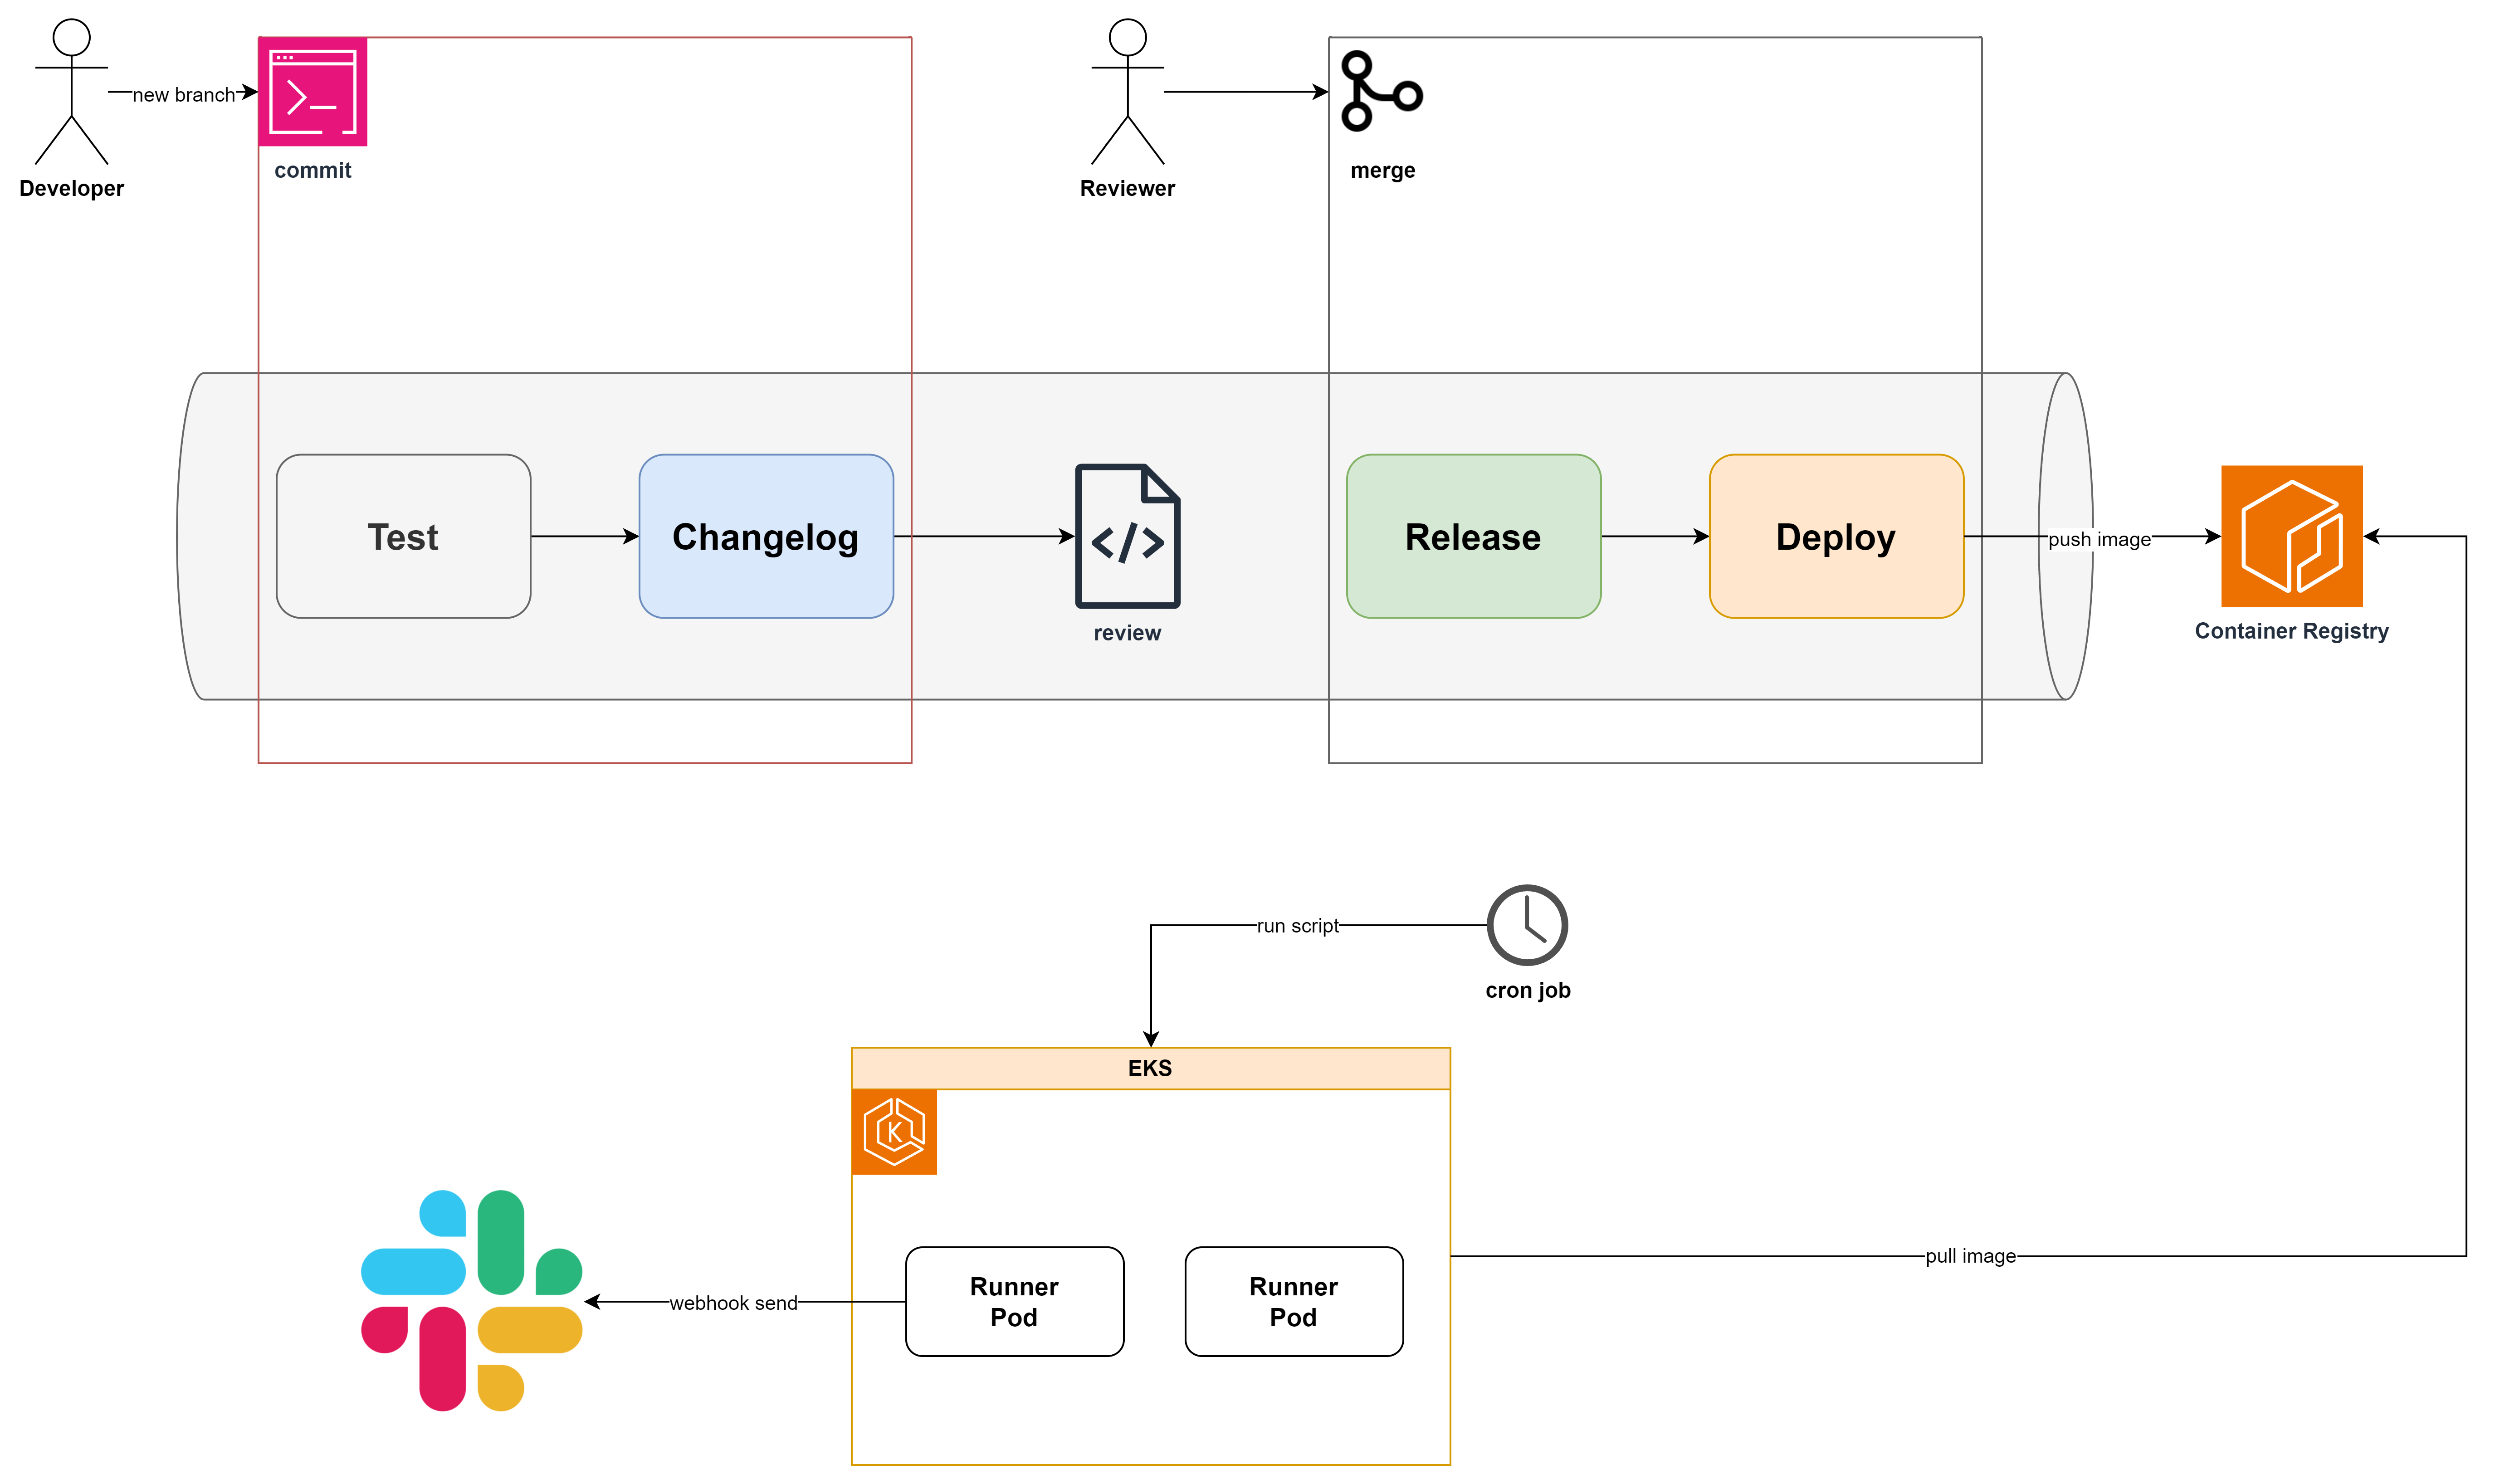 new branch
commit
Developer
Reviewer
merge
Test
Changelog
review
Release
Deploy
push image
Container Registry
run script
cron job
EKS
K
Runner
Pod
Runner
Pod
webhook send
pull image